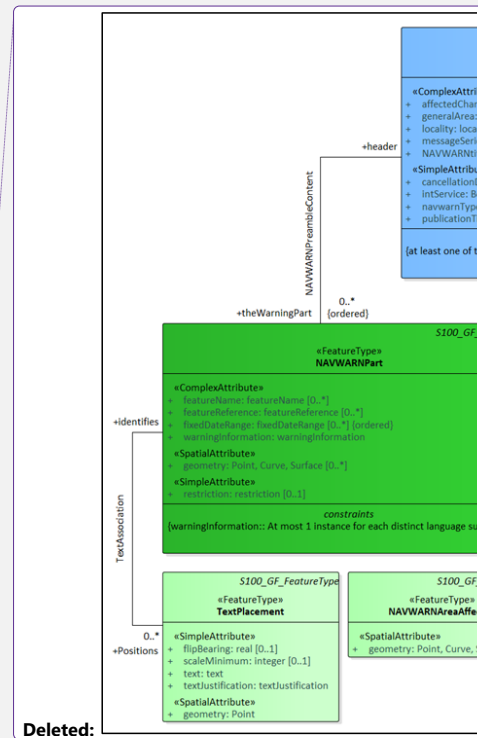 «ComplexAttri
+ affectedChar
+ generalArea:
+ locality: loca
+ messageSeri
+ NAVWARNti
«SimpleAttribu
+ cancellation
+ intService: B
+ navwarnType
+ publicationT
{at least one of t
+header
NAVWARNPreambleContent
+theWarningPart
0..*
{ordered}
S100_GF_
«FeatureType»
NAVWARNPart
«ComplexAttribute»
+ featureName: featureName [0..*]
+ featureReference: featureReference [0..*]
+ fixedDateRange: fixedDateRange [0..*] {ordered}
+ warningInformation: warningInformation
«SpatialAttribute»
+ geometry: Point, Curve, Surface [0..*]
«SimpleAttribute»
+ restriction: restriction [0..1]
constraints
{warningInformation:: At most 1 instance for each distinct language su
+identifies
TextAssociation
0..*
+Positions
S100_GF_FeatureType
«FeatureType»
TextPlacement
«SimpleAttribute»
+ flipBearing: real [0..1]
+ scaleMinimum: integer [0..1]
+ text: text
+ textJustification: textJustification
«SpatialAttribute»
+ geometry: Point
S100_GF_
«FeatureType»
NAVWARNAreaAffe
«SpatialAttribute»
+ geometry: Point, Curve, S
Deleted: